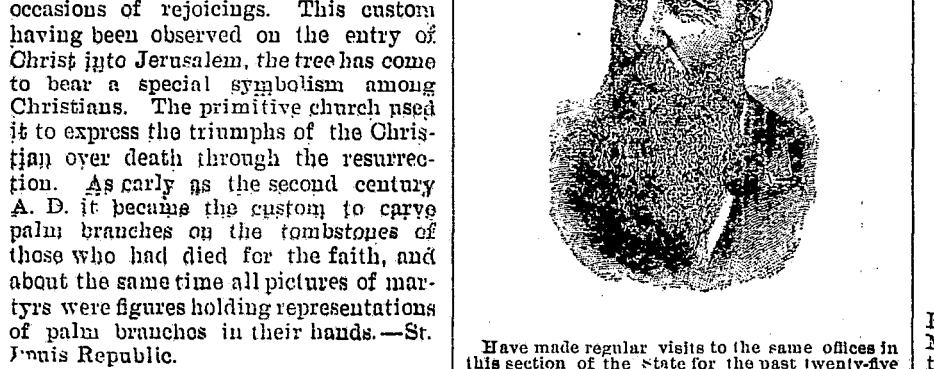 occasions of rejoicings. This custom
having been observed on the entry of
Christ into Jerusalem, the tree has come
to bear a special symbolism among
Christians. The primitive church used
it to express the triumphs of the Chris-
tian over death through the resurrec-
tion. As early as the second century
A. D. it became the custom to carve
palm branches on the tombstones of
those who had died for the faith, and
about the same time all pictures of mar-
tyrs were figures holding representations
of palm branches in their hands.—St.
Louis Republic.
Have made regular visits to the same offices in
this section of the State for the past twenty-five